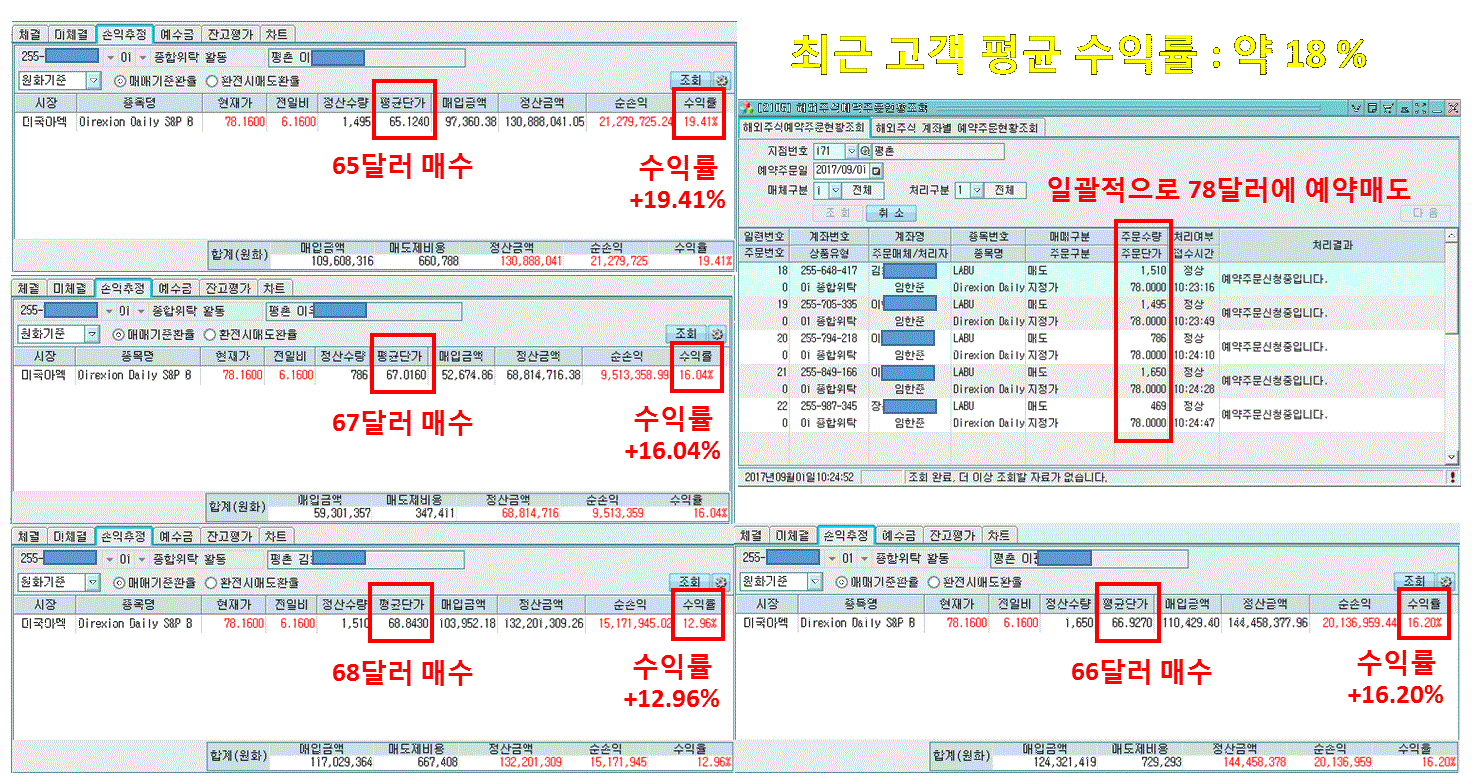 최근 고객 평균 수익률 : 약 18 %
체결 미체결 손익추정 예수금 잔고평가 차트
255- 01 종합위탁 활동 평촌 이
원화기준 매매기준환율 환전시매도환율 조회
시장 종목명 현재가 전일비 정산수량 평균단가 매입금액 정산금액 순손익 수익률
미국아멕 Direxion Daily S&P B 78.1600 6.1600 1,495 65.1240 97,360.38 130,888,041.05 21,279,725.24 19.41%
65달러 매수
수익률
+19.41%
합계(원화) 매입금액 매도제비용 정산금액 순손익 수익률
109,608,316 660,788 130,888,041 21,279,725 19.41%
체결 미체결 손익추정 예수금 잔고평가 차트
255- 01 종합위탁 활동 평촌 이
원화기준 매매기준환율 환전시매도환율 조회
시장 종목명 현재가 전일비 정산수량 평균단가 매입금액 정산금액 순손익 수익률
미국아멕 Direxion Daily S&P B 78.1600 6.1600 786 67.0160 52,674.86 68,814,716.38 9,513,358.99 16.04%
67달러 매수
수익률
+16.04%
합계(원화) 매입금액 매도제비용 정산금액 순손익 수익률
59,301,357 347,411 68,814,716 9,513,359 16.04%
[2106] 해외주식예약주문현황조회
해외주식예약주문현황조회 해외주식 계좌별 예약주문현황조회
지점번호 171 평촌
예약주문일 2017/09/01
매체구분 전체 처리구분 1 전체
일괄적으로 78달러에 예약매도
조 회 취 소 다 음
일련번호 계좌번호 계좌명 종목번호 매매구분 주문수량 처리여부 처리결과
주문번호 상품유형 주문매체/처리자 종목명 주문구분 주문단가 접수시간
18 255-648-417 김 LABU 매도 1,510 정상 예약주문신청중입니다.
0 01 종합위탁 임한준 Direxion Daily 지정가 78.0000 10:23:16
19 255-705-335 이 LABU 매도 1,495 정상 예약주문신청중입니다.
0 01 종합위탁 임한준 Direxion Daily 지정가 78.0000 10:23:49
20 255-794-218 이 LABU 매도 786 정상 예약주문신청중입니다.
0 01 종합위탁 임한준 Direxion Daily 지정가 78.0000 10:24:10
21 255-849-166 이 LABU 매도 1,650 정상 예약주문신청중입니다.
0 01 종합위탁 임한준 Direxion Daily 지정가 78.0000 10:24:28
22 255-987-345 장 LABU 매도 469 정상 예약주문신청중입니다.
0 01 종합위탁 임한준 Direxion Daily 지정가 78.0000 10:24:47
2017년09월01일10:24:52 조회 완료, 더 이상 조회할 자료가 없습니다.
체결 미체결 손익추정 예수금 잔고평가 차트
255- 01 종합위탁 활동 평촌 김
원화기준 매매기준환율 환전시매도환율 조회
시장 종목명 현재가 전일비 정산수량 평균단가 매입금액 정산금액 순손익 수익률
미국아멕 Direxion Daily S&P B 78.1600 6.1600 1,510 68.8430 103,952.18 132,201,309.26 15,171,945.02 12.96%
68달러 매수
수익률
+12.96%
합계(원화) 매입금액 매도제비용 정산금액 순손익 수익률
117,029,364 667,408 132,201,309 15,171,945 12.96%
체결 미체결 손익추정 예수금 잔고평가 차트
255- 01 종합위탁 활동 평촌 이
원화기준 매매기준환율 환전시매도환율 조회
시장 종목명 현재가 전일비 정산수량 평균단가 매입금액 정산금액 순손익 수익률
미국아멕 Direxion Daily S&P B 78.1600 6.1600 1,650 66.9270 110,429.40 144,458,377.96 20,136,959.44 16.20%
66달러 매수
수익률
+16.20%
합계(원화) 매입금액 매도제비용 정산금액 순손익 수익률
124,321,419 729,293 144,458,378 20,136,959 16.20%